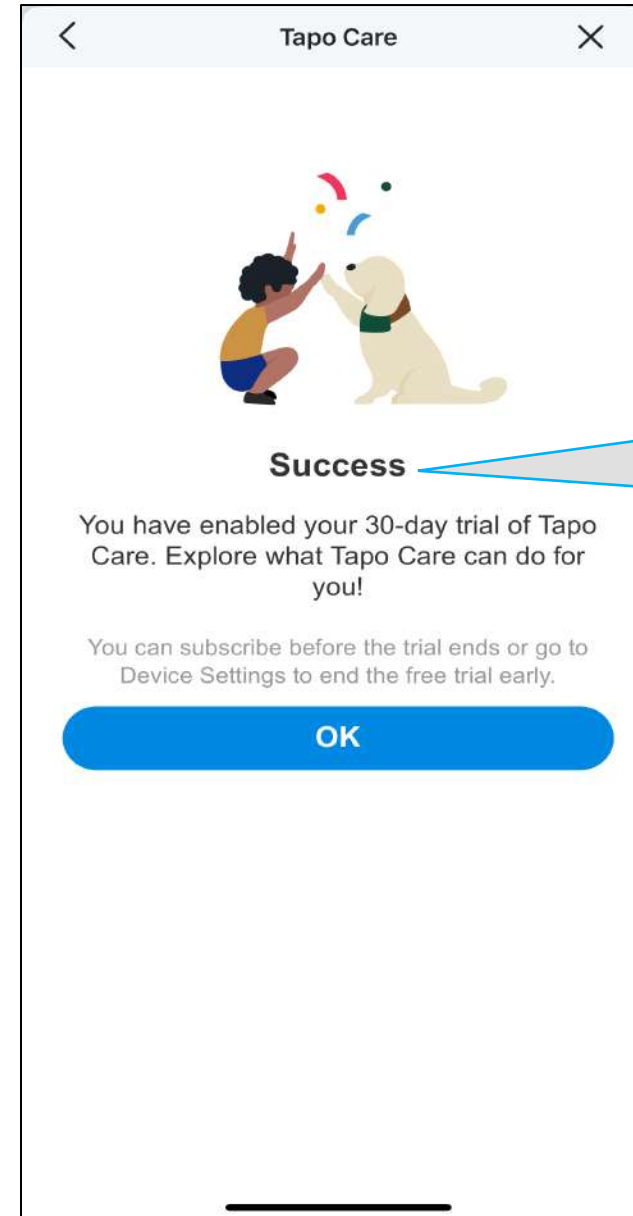 Tapo Care
Success
You have enabled your 30-day trial of Tapo
Care. Explore what Tapo Care can do for
you!
You can subscribe before the trial ends or go to
Device Settings to end the free trial early.
OK